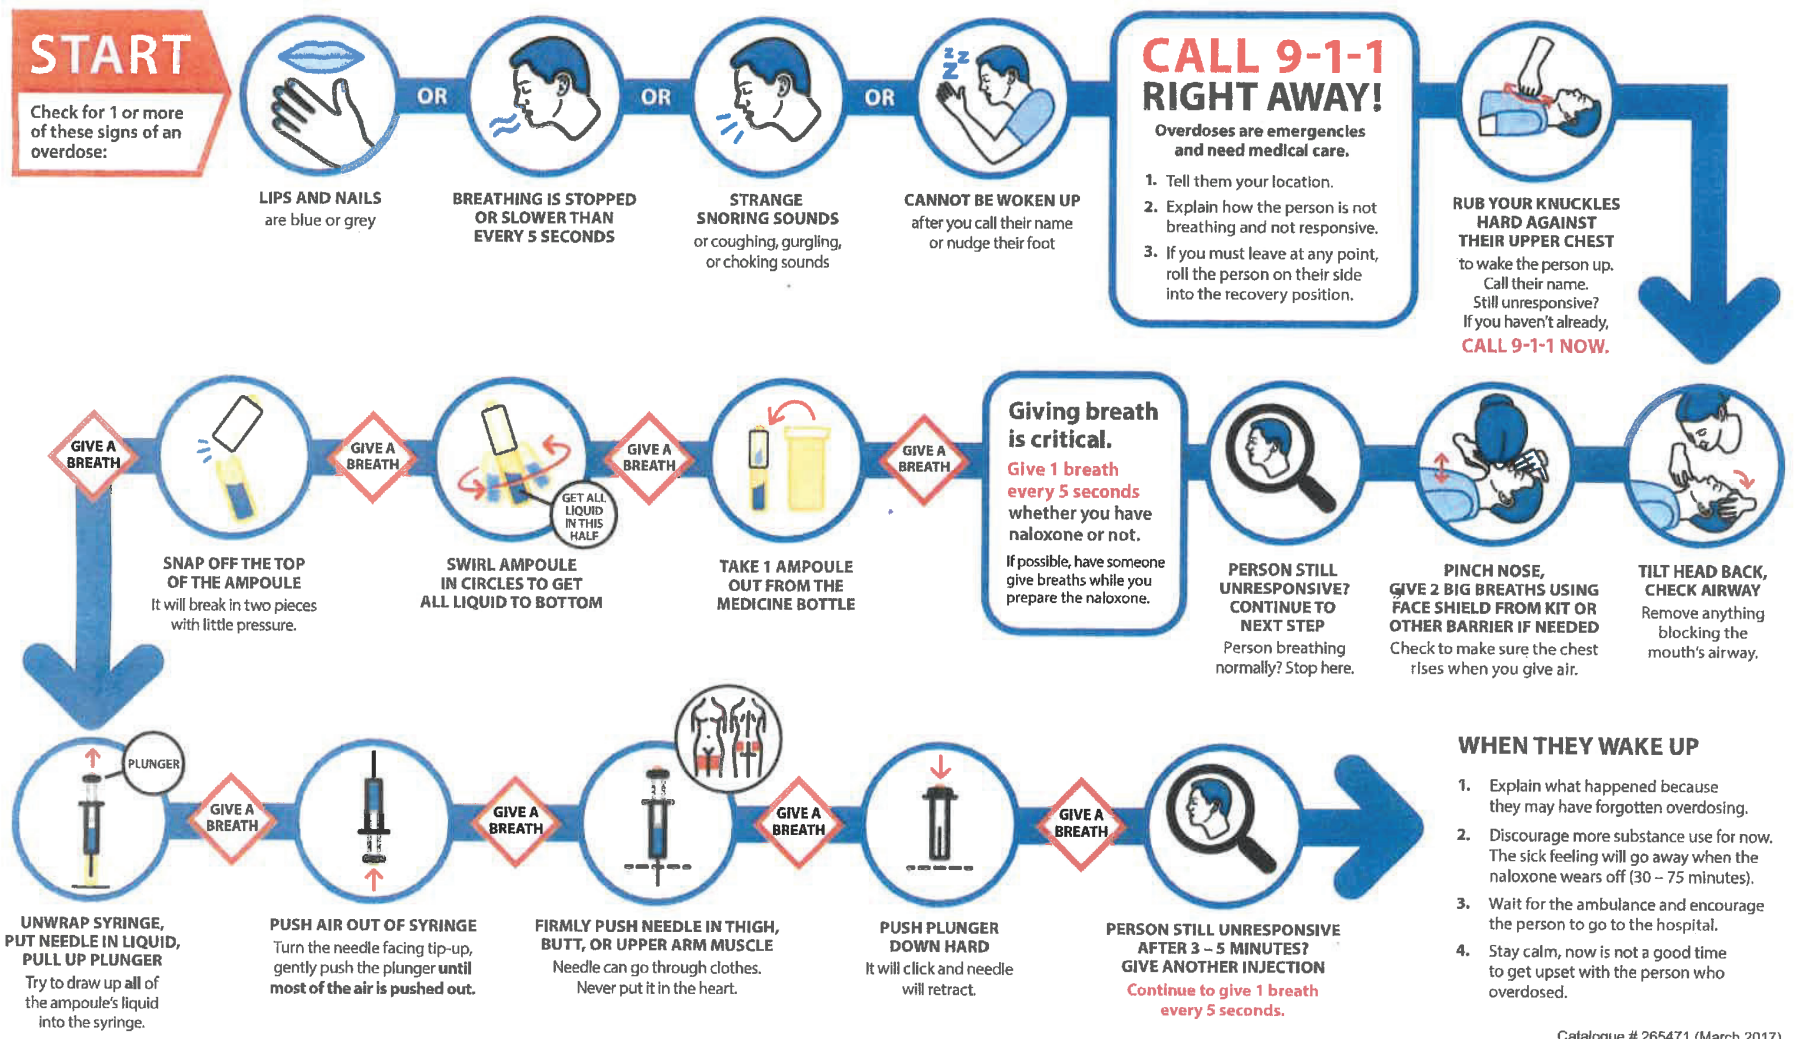 START
Check for 1 or more
of these signs of an
overdose:
LIPS AND NAILS
are blue or grey
OR
BREATHING IS STOPPED
OR SLOWER THAN
EVERY 5 SECONDS
OR
STRANGE
SNORING SOUNDS
or coughing, gurgling,
or choking sounds
OR
z z
z
CANNOT BE WOKEN UP
after you call their name
or nudge their foot
CALL 9-1-1
RIGHT AWAY!
Overdoses are emergencies
and need medical care.
1. Tell them your location.
2. Explain how the person is not
breathing and not responsive.
3. If you must leave at any point,
roll the person on their side
into the recovery position.
RUB YOUR KNUCKLES
HARD AGAINST
THEIR UPPER CHEST
to wake the person up.
Call their name.
Still unresponsive?
If you haven't already,
CALL 9-1-1 NOW.
TILT HEAD BACK,
CHECK AIRWAY
Remove anything
blocking the
mouth's airway.
PINCH NOSE,
GIVE 2 BIG BREATHS USING
FACE SHIELD FROM KIT OR
OTHER BARRIER IF NEEDED
Check to make sure the chest
rises when you give air.
PERSON STILL
UNRESPONSIVE?
CONTINUE TO
NEXT STEP
Person breathing
normally? Stop here.
Giving breath
is critical.
Give 1 breath
every 5 seconds
whether you have
naloxone or not.
If possible, have someone
give breaths while you
prepare the naloxone.
GIVE A
BREATH
TAKE 1 AMPOULE
OUT FROM THE
MEDICINE BOTTLE
GIVE A
BREATH
GET ALL
LIQUID
IN THIS
HALF
SWIRL AMPOULE
IN CIRCLES TO GET
ALL LIQUID TO BOTTOM
GIVE A
BREATH
SNAP OFF THE TOP
OF THE AMPOULE
It will break in two pieces
with little pressure.
GIVE A
BREATH
PLUNGER
UNWRAP SYRINGE,
PUT NEEDLE IN LIQUID,
PULL UP PLUNGER
Try to draw up all of
the ampoule's liquid
into the syringe.
GIVE A
BREATH
PUSH AIR OUT OF SYRINGE
Turn the needle facing tip-up,
gently push the plunger until
most of the air is pushed out.
GIVE A
BREATH
FIRMLY PUSH NEEDLE IN THIGH,
BUTT, OR UPPER ARM MUSCLE
Needle can go through clothes.
Never put it in the heart.
GIVE A
BREATH
PUSH PLUNGER
DOWN HARD
It will click and needle
will retract.
GIVE A
BREATH
PERSON STILL UNRESPONSIVE
AFTER 3 – 5 MINUTES?
GIVE ANOTHER INJECTION
Continue to give 1 breath
every 5 seconds.
WHEN THEY WAKE UP
1. Explain what happened because
they may have forgotten overdosing.
2. Discourage more substance use for now.
The sick feeling will go away when the
naloxone wears off (30 – 75 minutes).
3. Wait for the ambulance and encourage
the person to go to the hospital.
4. Stay calm, now is not a good time
to get upset with the person who
overdosed.
Catalogue # 265471 (March 2017)